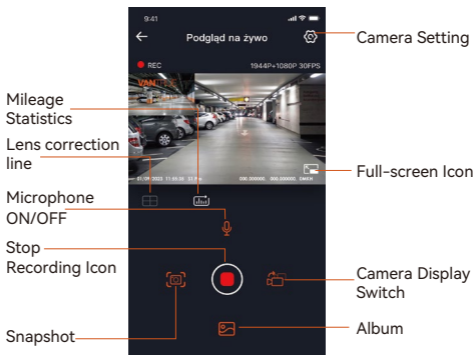 9:41
Podgląd na żywo
Camera Setting
REC
1944P+1080P 30FPS
VANTRUE
Mileage
Statistics
Lens correction
line
Full-screen Icon
Microphone
ON/OFF
Stop
Recording Icon
Camera Display
Switch
Snapshot
Album